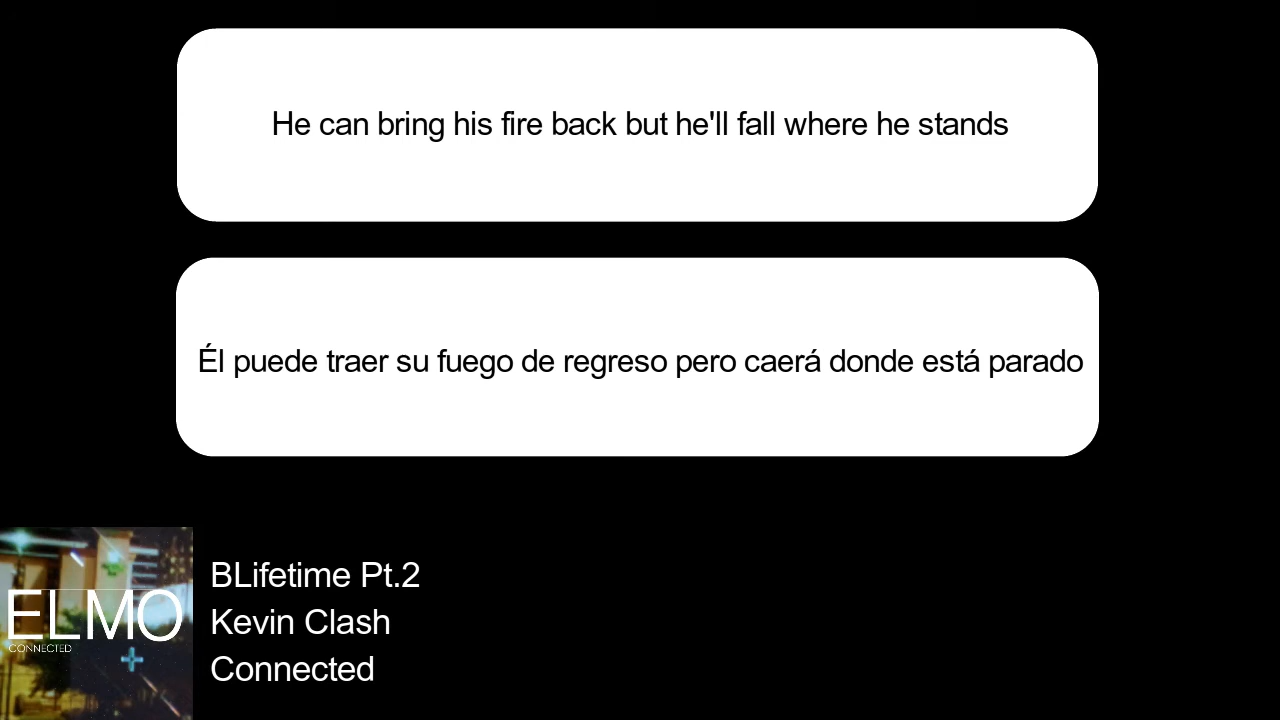 He can bring his fire back but he'll fall where he stands
Él puede traer su fuego de regreso pero caerá donde está parado
ELMO
CONNECTED
BLifetime Pt.2
Kevin Clash
Connected